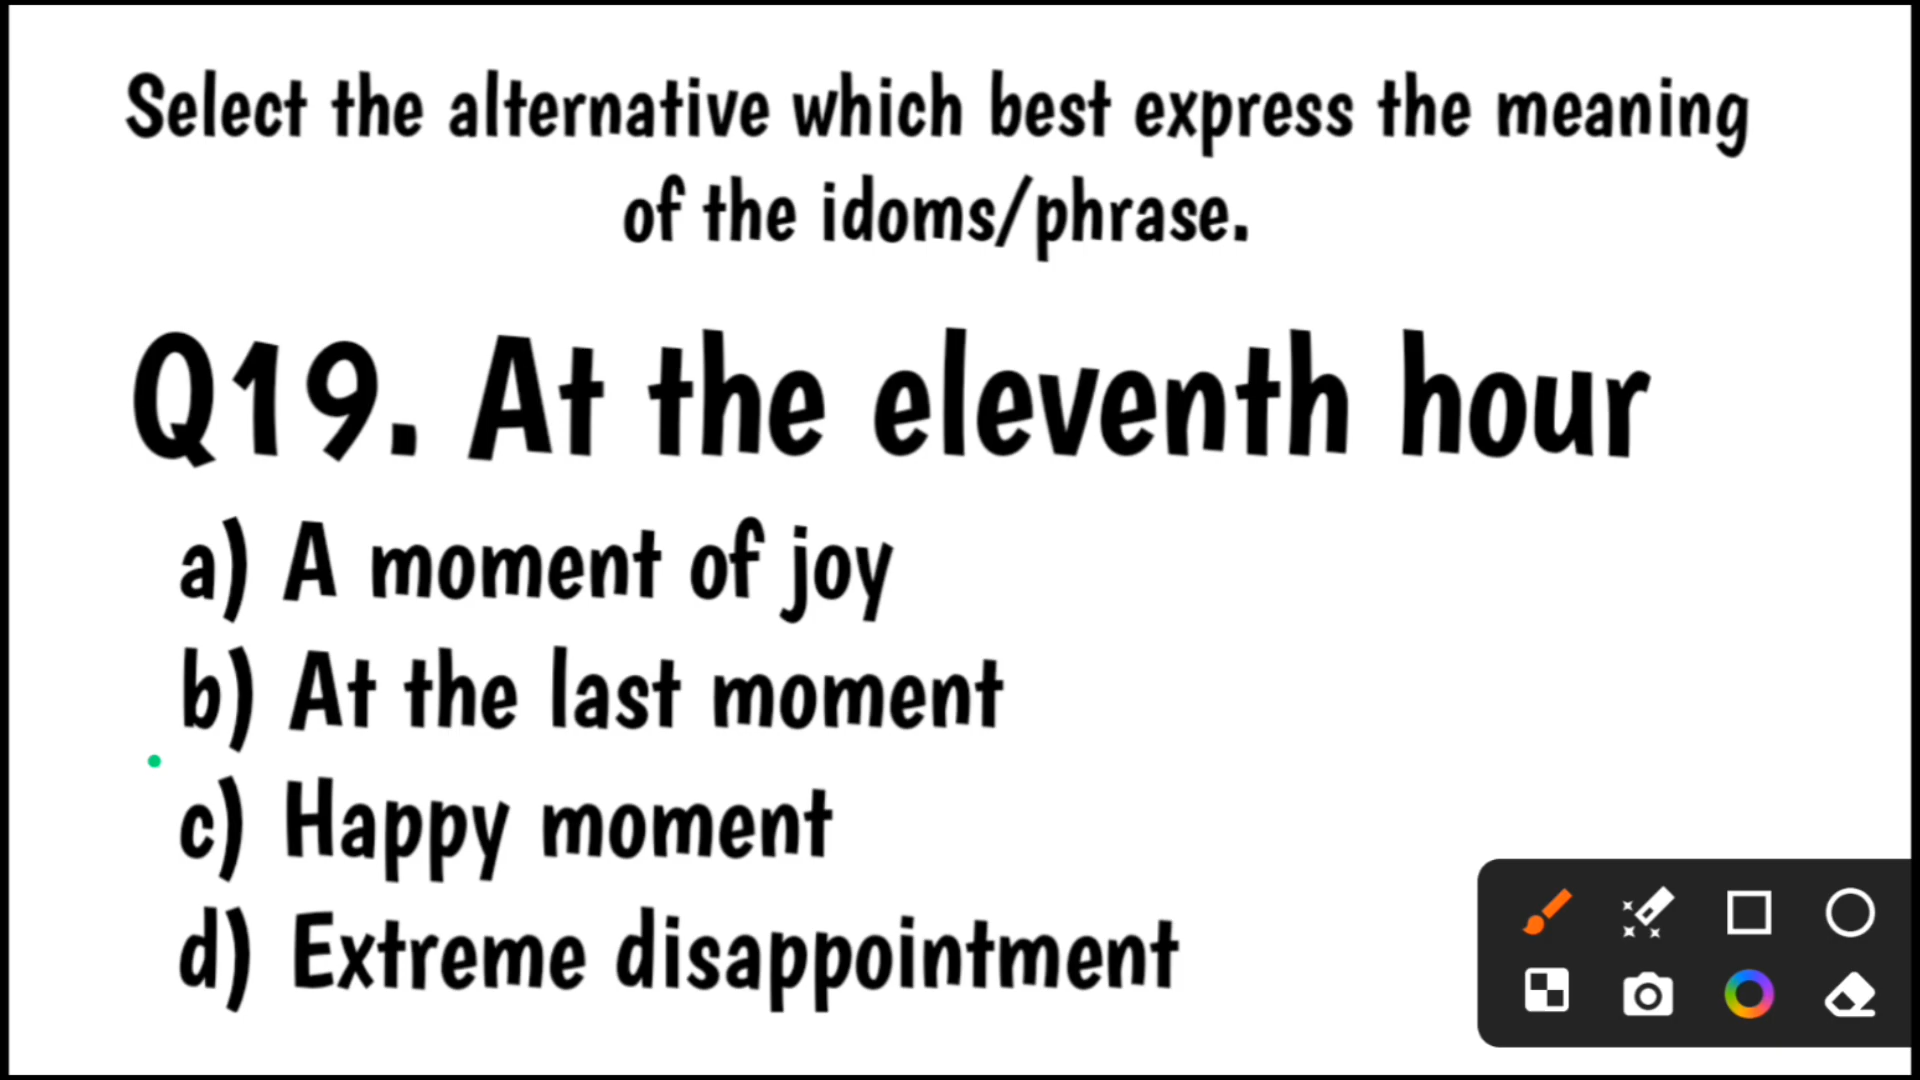 Select the alternative which best express the meaning
of the idoms/phrase.
Q19. At the eleventh hour
a) A moment of joy
b) At the last moment
c) Happy moment
d) Extreme disappointment